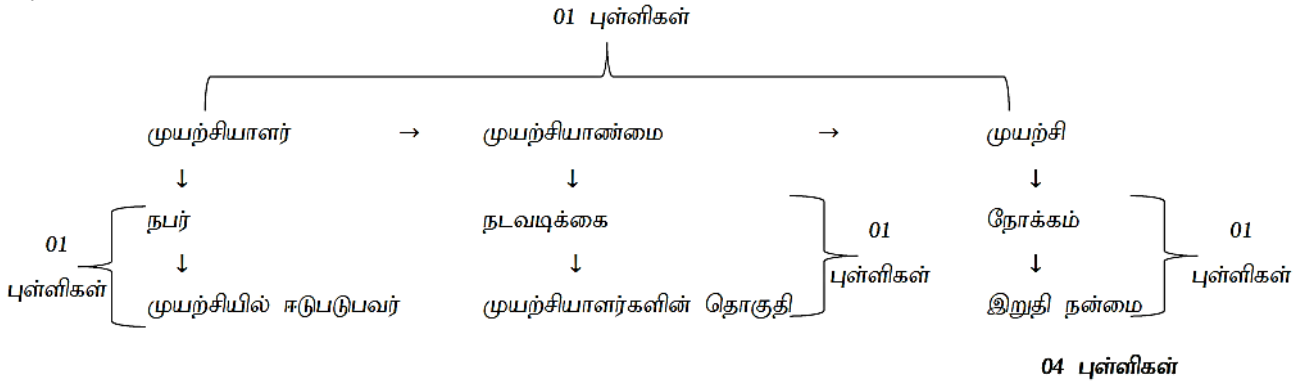 01 புள்ளிகள்
முயற்சியாளர் → முயற்சியாண்மை → முயற்சி
↓ ↓ ↓
நபர் நடவடிக்கை நோக்கம்
01 01 01
புள்ளிகள் புள்ளிகள் புள்ளிகள்
↓ ↓ ↓
முயற்சியில் ஈடுபடுபவர் முயற்சியாளர்களின் தொகுதி இறுதி நன்மை
04 புள்ளிகள்